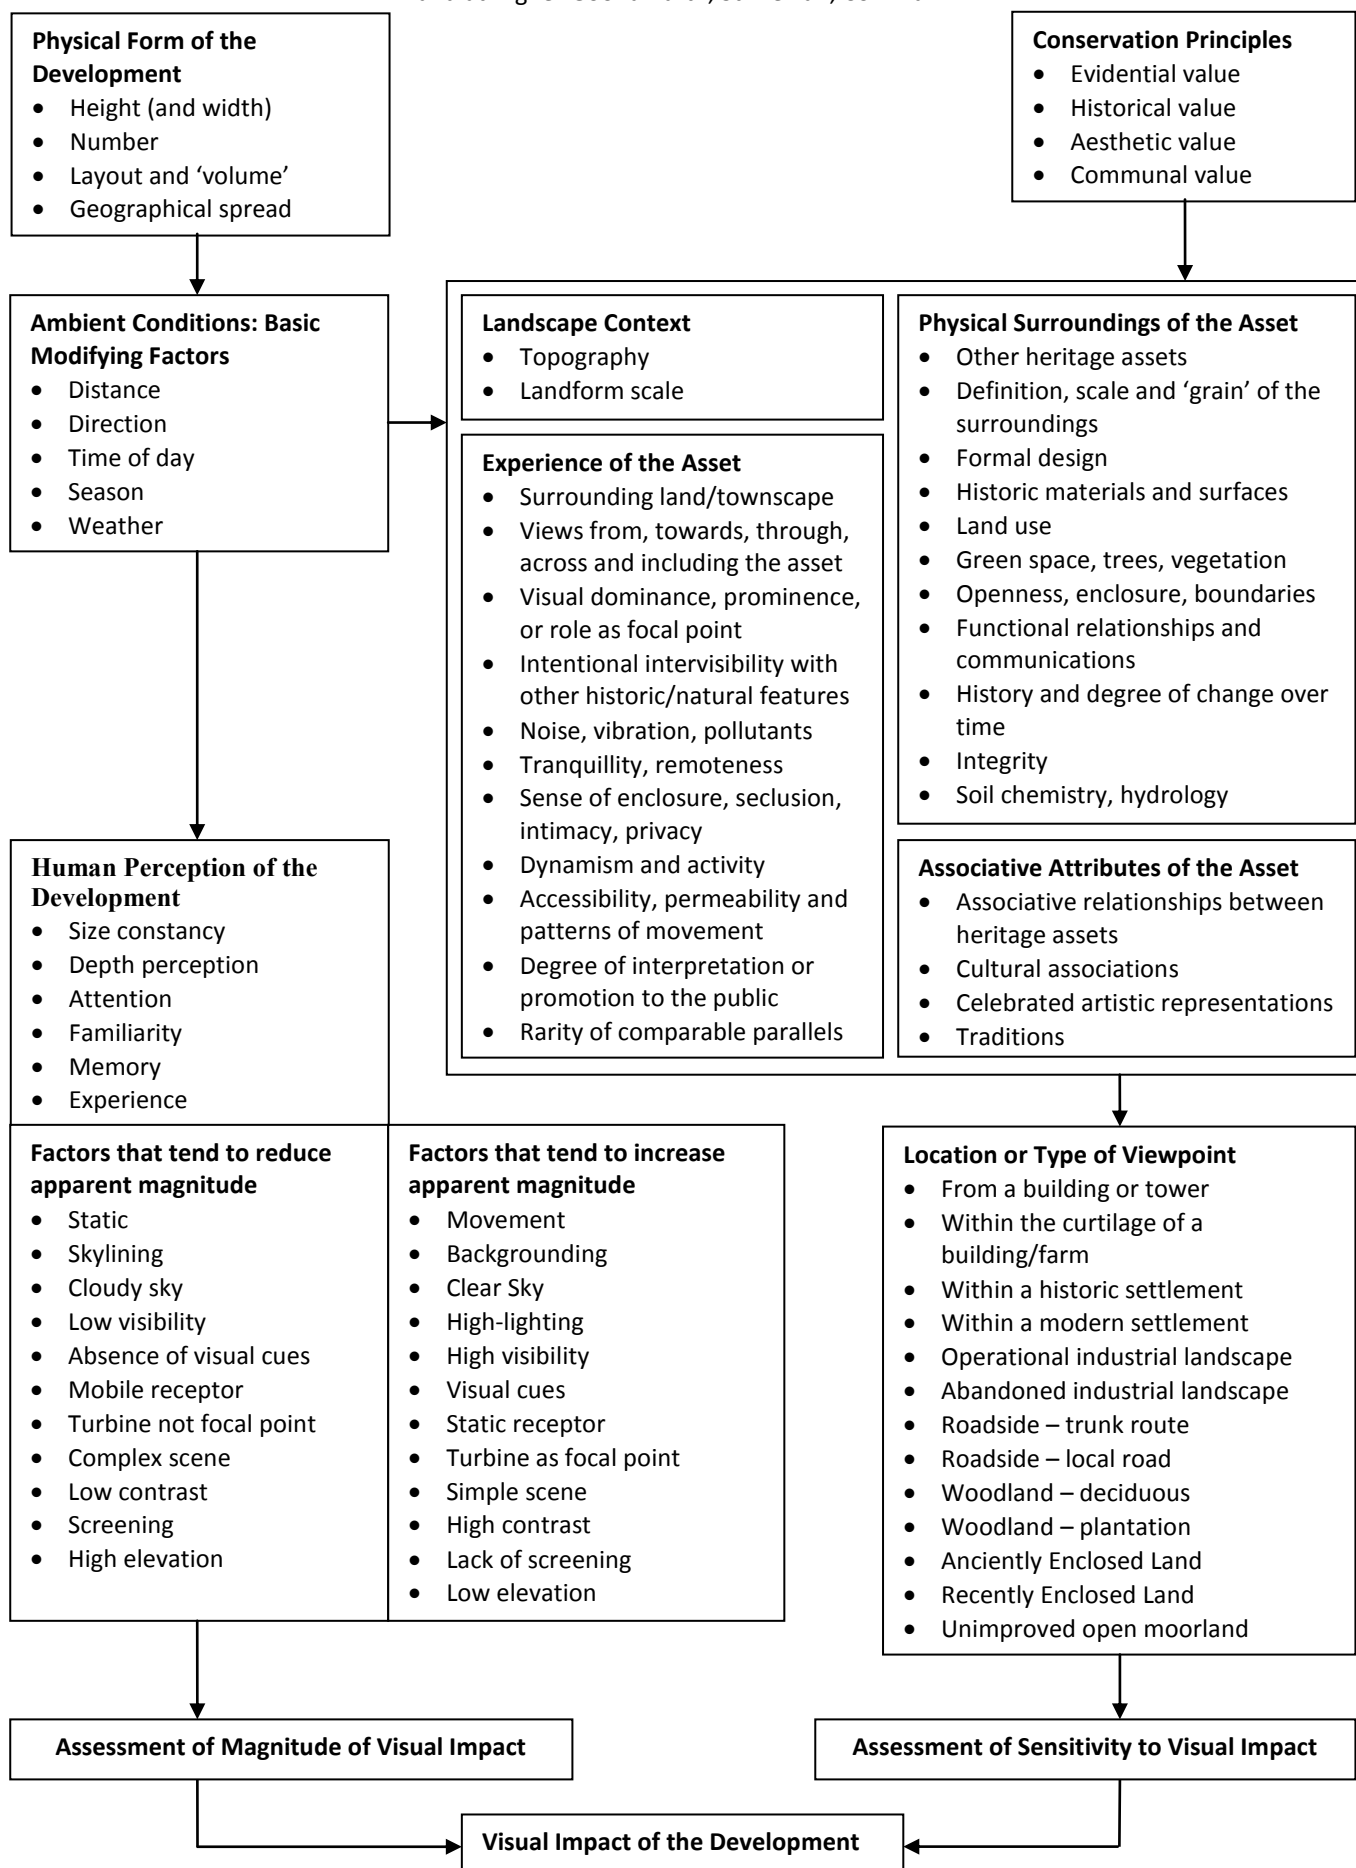 Physical Form of the
Development
• Height (and width)
• Number
• Layout and ‘volume’
• Geographical spread
Conservation Principles
• Evidential value
• Historical value
• Aesthetic value
• Communal value
Ambient Conditions: Basic
Modifying Factors
• Distance
• Direction
• Time of day
• Season
• Weather
Landscape Context
• Topography
• Landform scale
Experience of the Asset
• Surrounding land/townscape
• Views from, towards, through,
across and including the asset
• Visual dominance, prominence,
or role as focal point
• Intentional intervisibility with
other historic/natural features
• Noise, vibration, pollutants
• Tranquillity, remoteness
• Sense of enclosure, seclusion,
intimacy, privacy
• Dynamism and activity
• Accessibility, permeability and
patterns of movement
• Degree of interpretation or
promotion to the public
• Rarity of comparable parallels
Physical Surroundings of the Asset
• Other heritage assets
• Definition, scale and ‘grain’ of the
surroundings
• Formal design
• Historic materials and surfaces
• Land use
• Green space, trees, vegetation
• Openness, enclosure, boundaries
• Functional relationships and
communications
• History and degree of change over
time
• Integrity
• Soil chemistry, hydrology
Associative Attributes of the Asset
• Associative relationships between
heritage assets
• Cultural associations
• Celebrated artistic representations
• Traditions
Human Perception of the
Development
• Size constancy
• Depth perception
• Attention
• Familiarity
• Memory
• Experience
Factors that tend to reduce
apparent magnitude
• Static
• Skylining
• Cloudy sky
• Low visibility
• Absence of visual cues
• Mobile receptor
• Turbine not focal point
• Complex scene
• Low contrast
• Screening
• High elevation
Factors that tend to increase
apparent magnitude
• Movement
• Backgrounding
• Clear Sky
• High-lighting
• High visibility
• Visual cues
• Static receptor
• Turbine as focal point
• Simple scene
• High contrast
• Lack of screening
• Low elevation
Location or Type of Viewpoint
• From a building or tower
• Within the curtilage of a
building/farm
• Within a historic settlement
• Within a modern settlement
• Operational industrial landscape
• Abandoned industrial landscape
• Roadside – trunk route
• Roadside – local road
• Woodland – deciduous
• Woodland – plantation
• Anciently Enclosed Land
• Recently Enclosed Land
• Unimproved open moorland
Assessment of Magnitude of Visual Impact
Assessment of Sensitivity to Visual Impact
Visual Impact of the Development